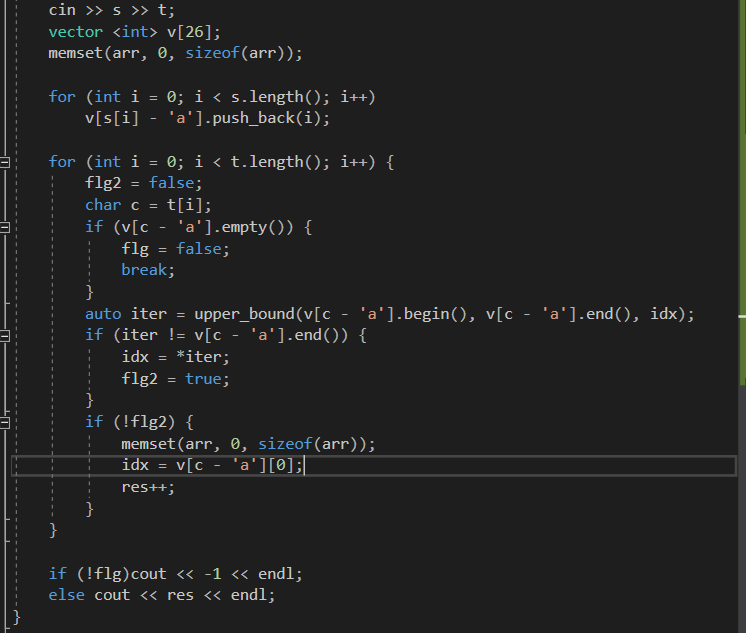 cin >> s >> t;
vector <int> v[26];
memset(arr, 0, sizeof(arr));
for (int i = 0; i < s.length(); i++)
v[s[i] - 'a'].push_back(i);
for (int i = 0; i < t.length(); i++) {
flg2 = false;
char c = t[i];
if (v[c - 'a'].empty()) {
flg = false;
break;
}
auto iter = upper_bound(v[c - 'a'].begin(), v[c - 'a'].end(), idx);
if (iter != v[c - 'a'].end()) {
idx = *iter;
flg2 = true;
}
if (!flg2) {
memset(arr, 0, sizeof(arr));
idx = v[c - 'a'][0];
res++;
}
}
if (!flg)cout << -1 << endl;
else cout << res << endl;
}